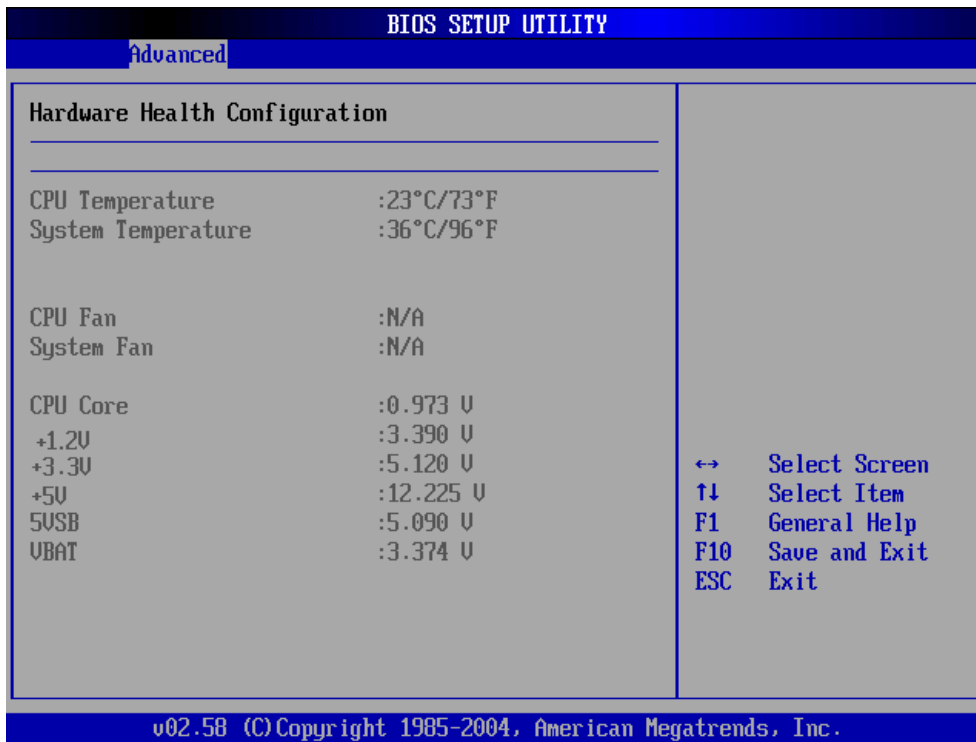 BIOS SETUP UTILITY
Advanced
Hardware Health Configuration
CPU Temperature :23°C/73°F
System Temperature :36°C/96°F
CPU Fan :N/A
System Fan :N/A
CPU Core :0.973 V
+1.2V :3.390 V
+3.3V :5.120 V
+5V :12.225 V
5VSB :5.090 V
VBAT :3.374 V
↔ Select Screen
↑↓ Select Item
F1 General Help
F10 Save and Exit
ESC Exit
v02.58 (C)Copyright 1985-2004, American Megatrends, Inc.